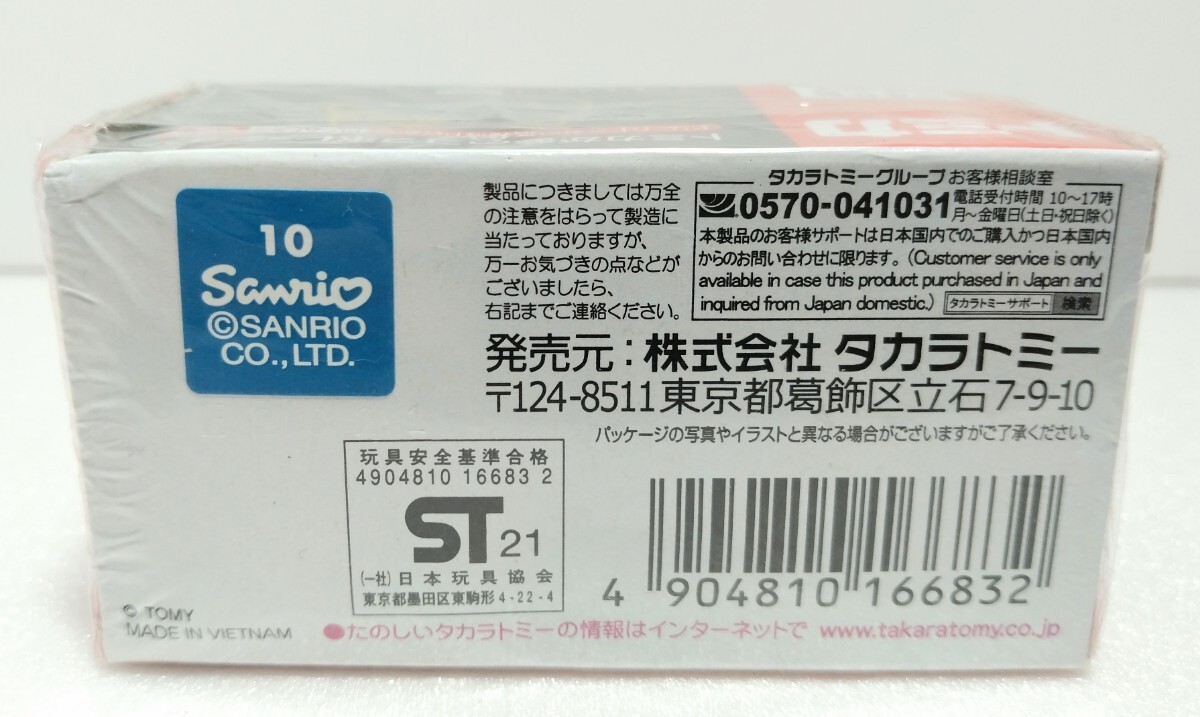 トミカ
10
Sanrio
©SANRIO
CO.,LTD.
製品につきましては万全
の注意をはらって製造に
当たっておりますが、
万一お気づきの点などが
ございましたら、
右記までご連絡ください。
タカラトミーグループ お客様相談室
0570-041031 電話受付時間 10〜17時
月〜金曜日(土日・祝日除く)
本製品のお客様サポートは日本国内でのご購入かつ日本国内
からのお問い合わせに限ります。(Customer service is only
available in case this product purchased in Japan and
inquired from Japan domestic.) タカラトミーサポート 検索
発売元:株式会社 タカラトミー
〒124-8511 東京都葛飾区立石7-9-10
パッケージの写真やイラストと異なる場合がございますがご了承ください。
玩具安全基準合格
4904810 16683 2
ST 21
(一社)日本玩具協会
東京都墨田区東駒形4-22-4
4 904810 166832
© TOMY
MADE IN VIETNAM
●たのしいタカラトミーの情報はインターネットで www.takaratomy.co.jp